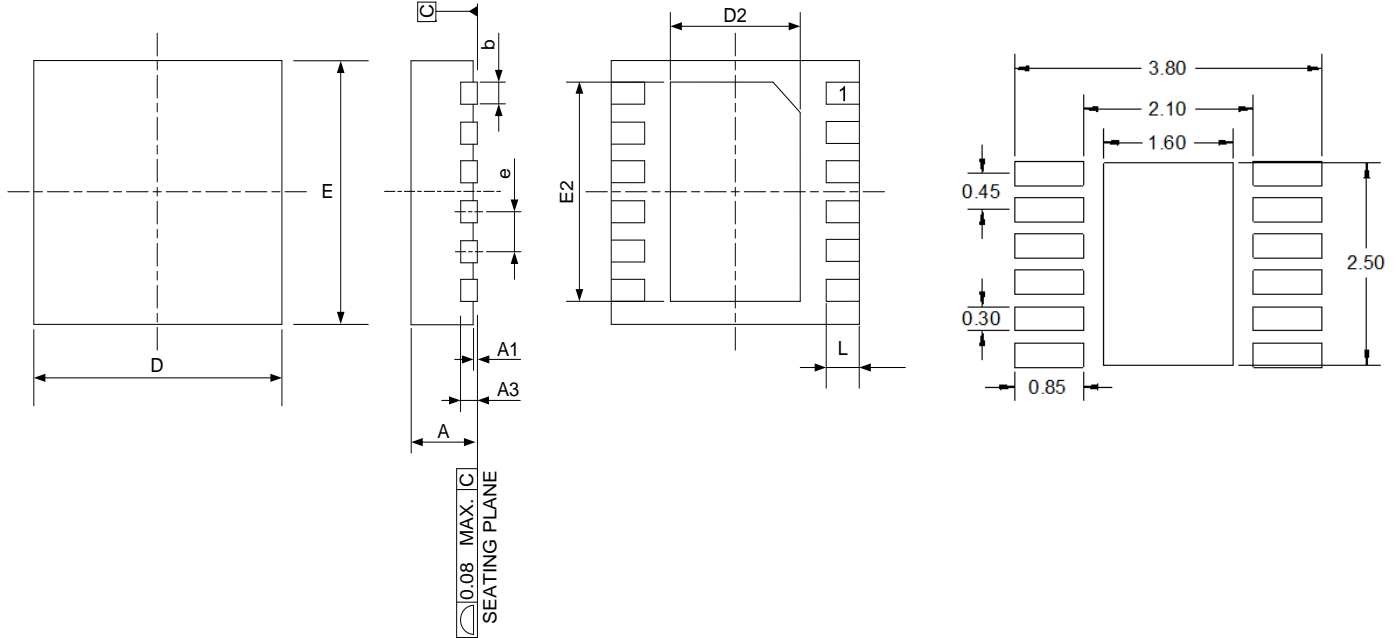 D
E
C
b
e
A1
A3
A
0.08 MAX. C
SEATING PLANE
D2
E2
1
L
3.80
2.10
1.60
0.45
0.30
0.85
2.50